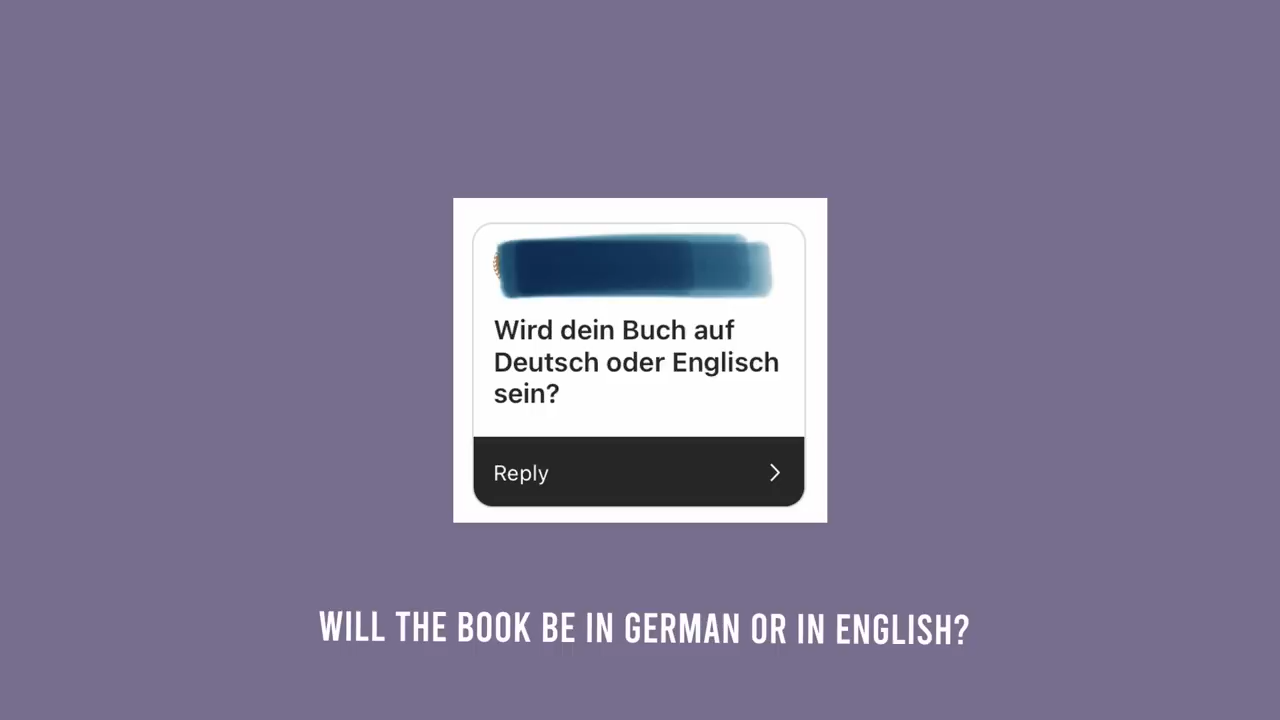 Wird dein Buch auf
Deutsch oder Englisch
sein?
Reply
WILL THE BOOK BE IN GERMAN OR IN ENGLISH?